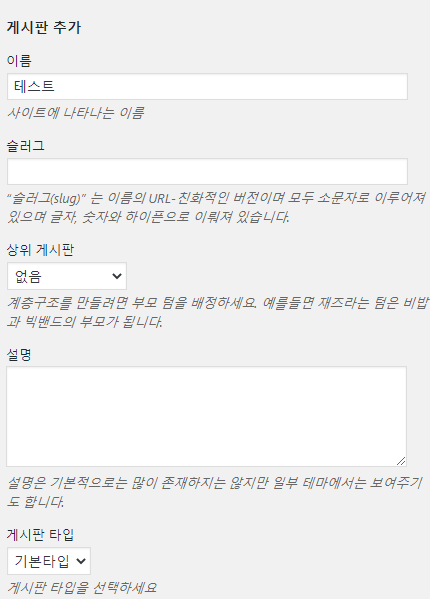 게시판 추가
이름
테스트
사이트에 나타나는 이름
슬러그
“슬러그(slug)” 는 이름의 URL-친화적인 버전이며 모두 소문자로 이루어져
있으며 글자, 숫자와 하이픈으로 이뤄져 있습니다.
상위 게시판
없음
계층구조를 만들려면 부모 텀을 배정하세요. 예를들면 재즈라는 텀은 비밥
과 빅밴드의 부모가 됩니다.
설명
설명은 기본적으로는 많이 존재하지는 않지만 일부 테마에서는 보여주기
도 합니다.
게시판 타입
기본타입
게시판 타입을 선택하세요